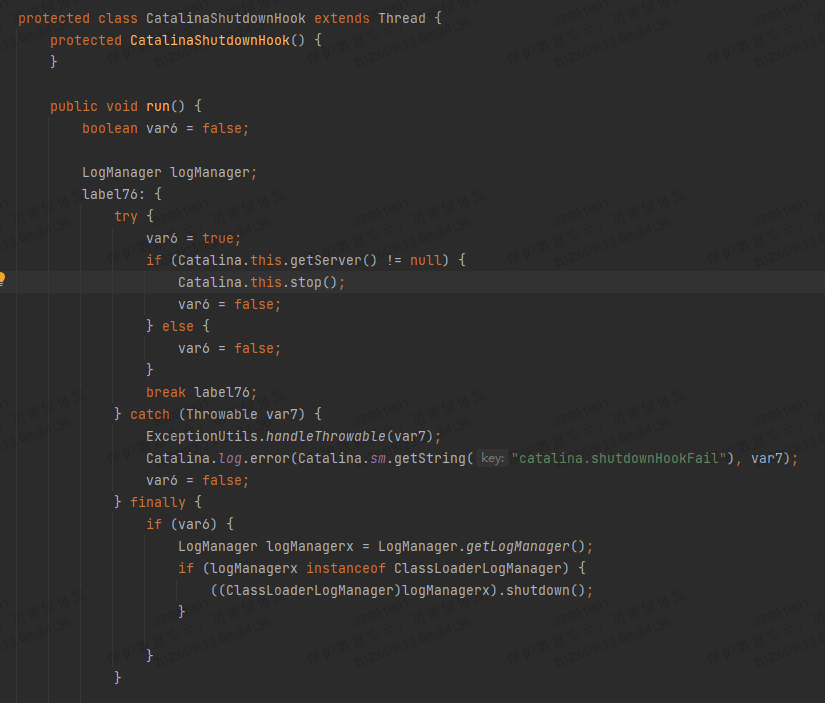 protected class CatalinaShutdownHook extends Thread {
protected CatalinaShutdownHook() {
}
public void run() {
boolean var6 = false;
LogManager logManager;
label76: {
try {
var6 = true;
if (Catalina.this.getServer() != null) {
Catalina.this.stop();
var6 = false;
} else {
var6 = false;
}
break label76;
} catch (Throwable var7) {
ExceptionUtils.handleThrowable(var7);
Catalina.log.error(Catalina.sm.getString( key: "catalina.shutdownHookFail"), var7);
var6 = false;
} finally {
if (var6) {
LogManager logManagerx = LogManager.getLogManager();
if (logManagerx instanceof ClassLoaderLogManager) {
((ClassLoaderLogManager)logManagerx).shutdown();
}
}
}